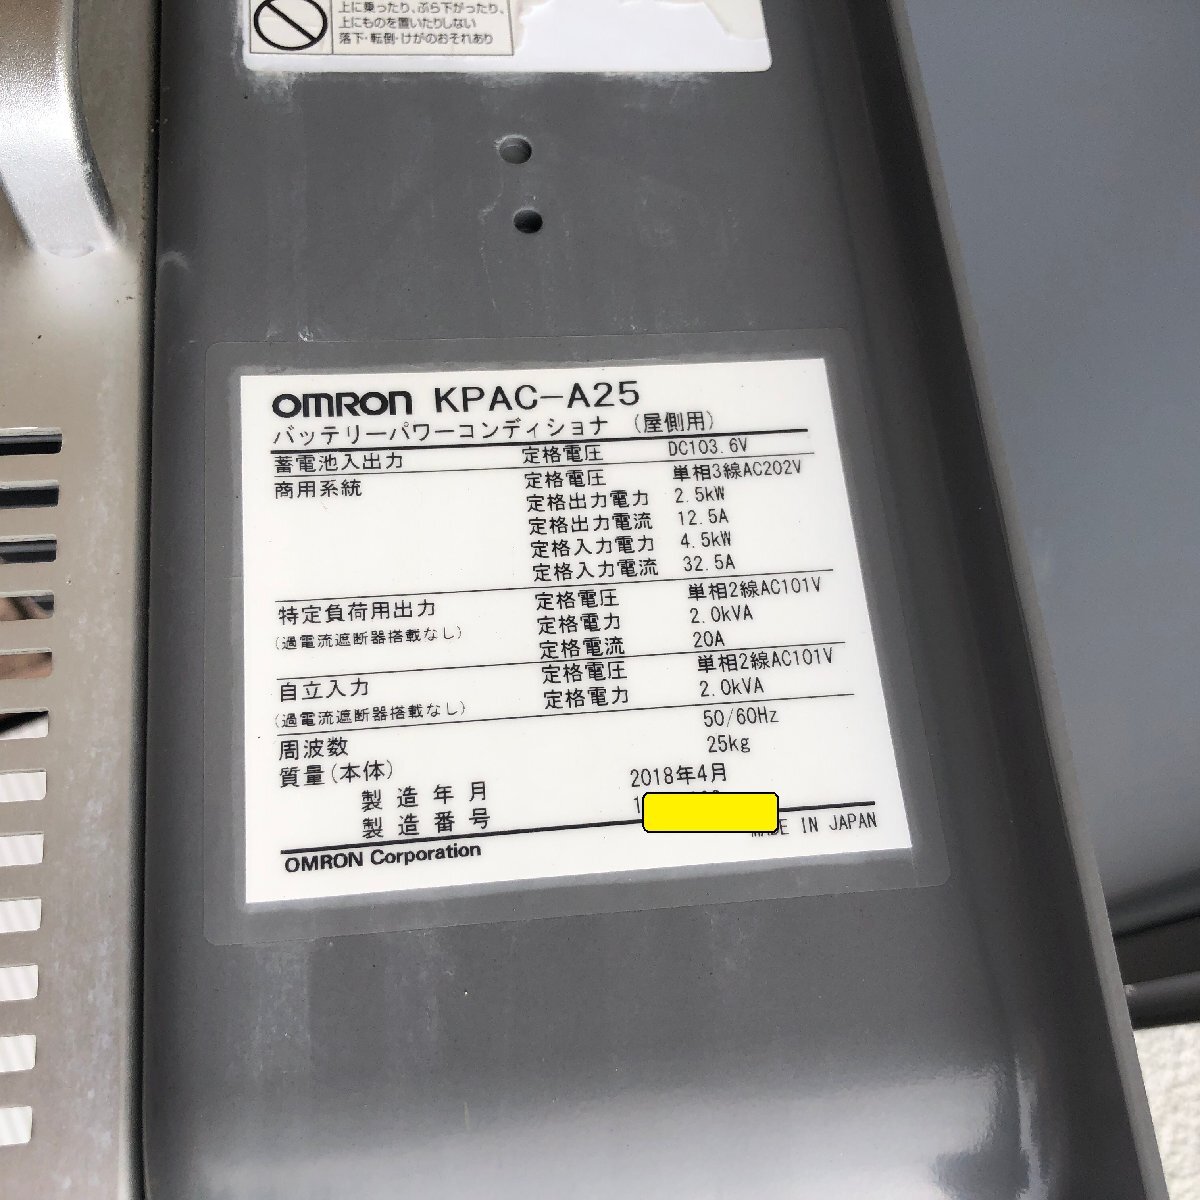 上に乗ったり、ぶら下がったり、
上にものを置いたりしない
落下・転倒・けがのおそれあり
OMRON KPAC-A25
バッテリーパワーコンディショナ （屋側用）
蓄電池入出力 定格電圧 DC103.6V
商用系統 定格電圧 単相3線AC202V
定格出力電力 2.5kW
定格出力電流 12.5A
定格入力電力 4.5kW
定格入力電流 32.5A
特定負荷用出力 定格電圧 単相2線AC101V
(過電流遮断器搭載なし) 定格電力 2.0kVA
定格電流 20A
自立入力 定格電圧 単相2線AC101V
(過電流遮断器搭載なし) 定格電力 2.0kVA
周波数 50/60Hz
質量(本体) 25kg
製造年月 2018年4月
製造番号 1
OMRON Corporation MADE IN JAPAN